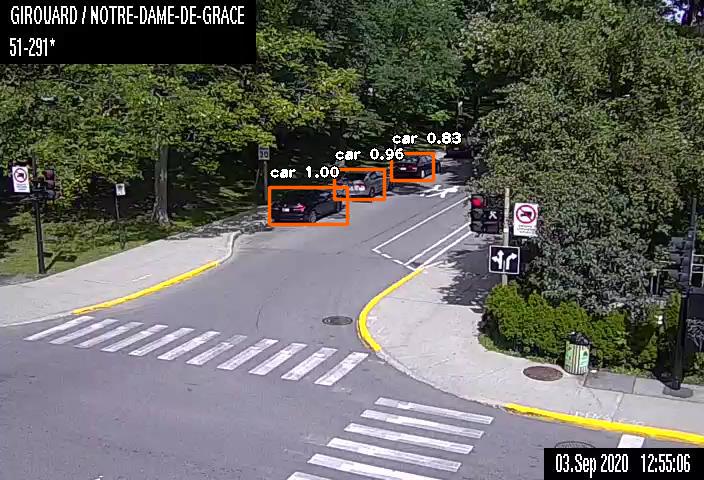 GIROUARD / NOTRE-DAME-DE-GRACE
51-291*
car 0.83
car 0.96
car 1.00
03.Sep 2020 12:55:06